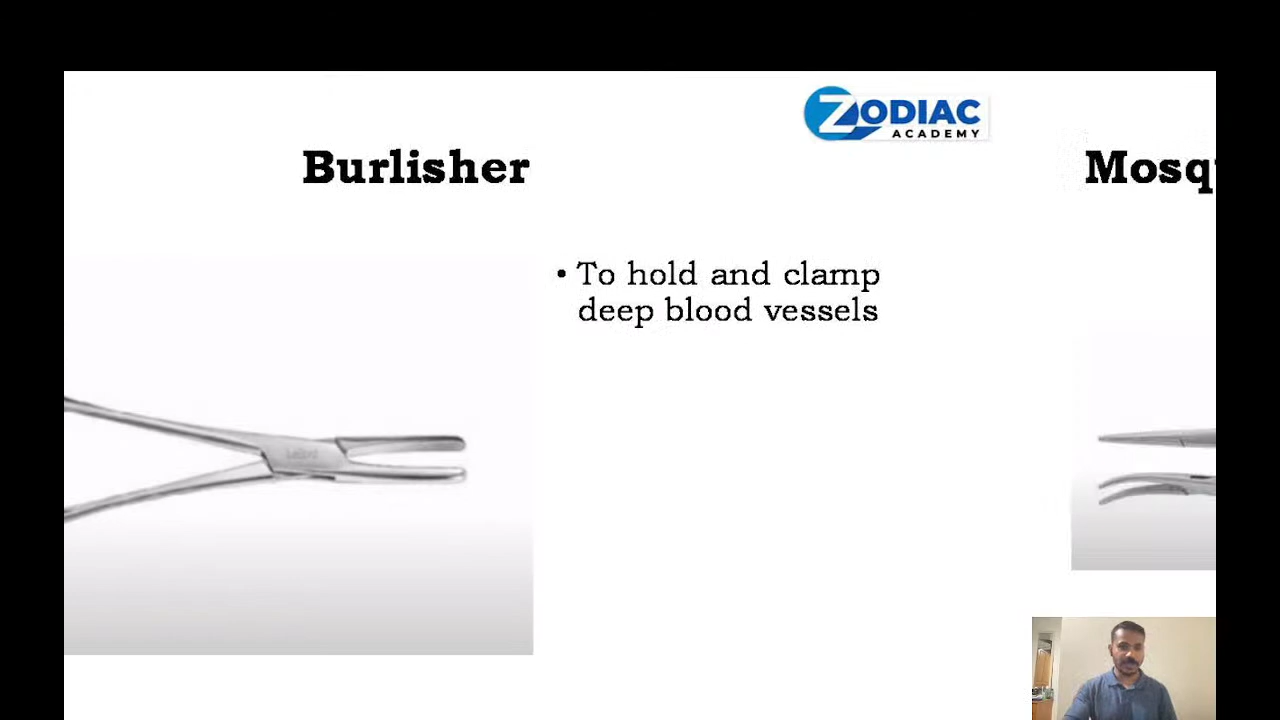 ZODIAC
ACADEMY
Burlisher
Mosq
• To hold and clamp
deep blood vessels